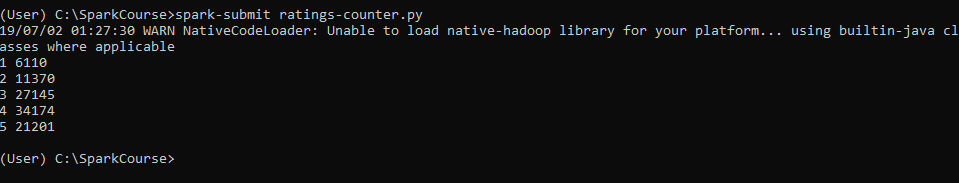 (User) C:\SparkCourse>spark-submit ratings-counter.py
19/07/02 01:27:30 WARN NativeCodeLoader: Unable to load native-hadoop library for your platform... using builtin-java cl
asses where applicable
1 6110
2 11370
3 27145
4 34174
5 21201
(User) C:\SparkCourse>